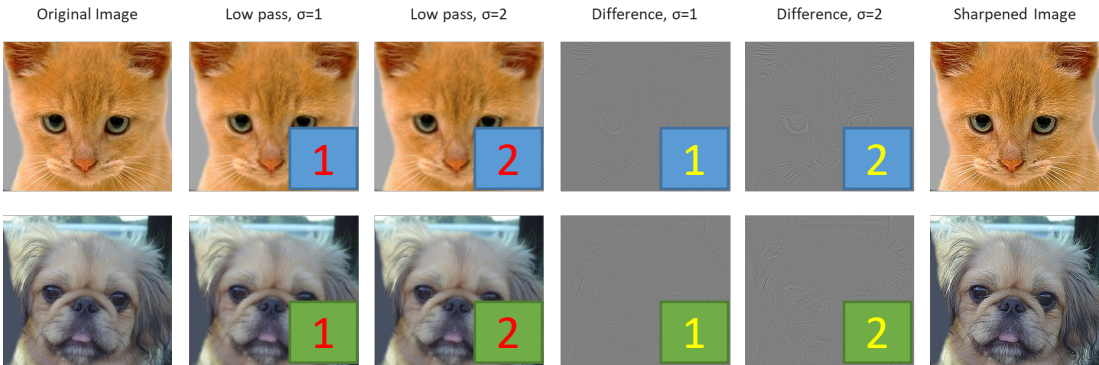 Original Image
Low pass, σ=1
Low pass, σ=2
Difference, σ=1
Difference, σ=2
Sharpened Image
1
2
1
2
1
2
1
2